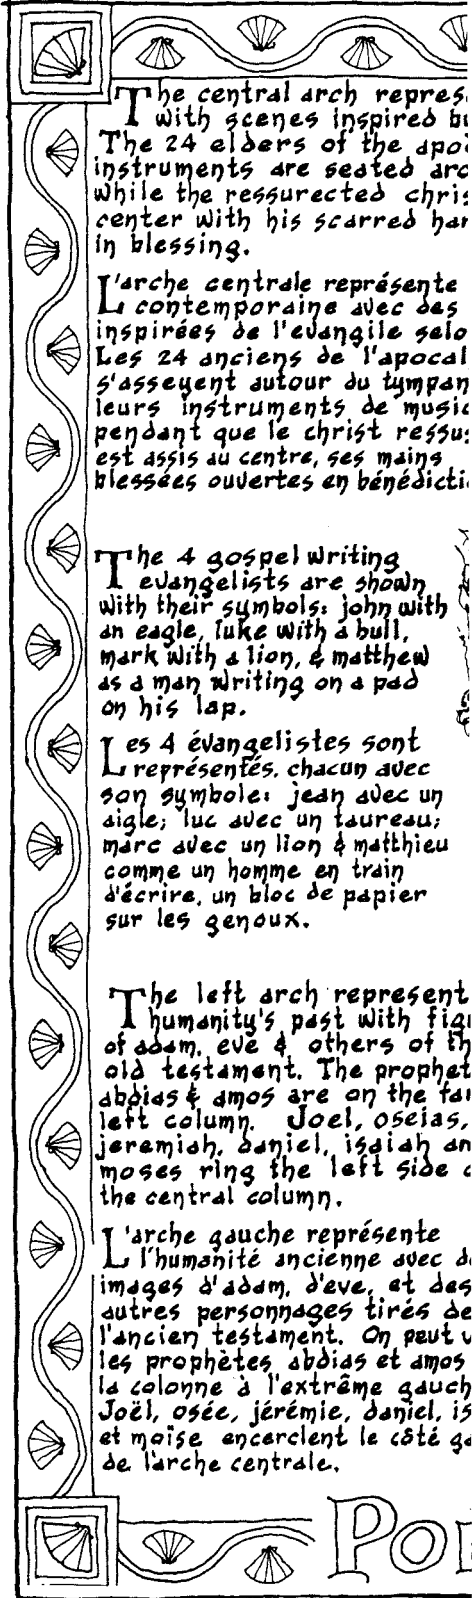 The central arch repres
with scenes inspired b
The 24 elders of the apo
instruments are seated arc
while the ressurected chris
center with his scarred han
in blessing.
L'arche centrale représente
contemporaine avec des
inspirées de l'evangile selo
Les 24 anciens de l'apocal
s'asseyent autour du tympan
leurs instruments de music
pendant que le christ ressus
est assis au centre, ses mains
blessées ouvertes en bénédicti
The 4 gospel writing
evangelists are shown
with their symbols: john with
an eagle, luke with a bull,
mark with a lion, & matthew
as a man writing on a pad
on his lap.
Les 4 évangelistes sont
représentés, chacun avec
son symbole: jean avec un
aigle; luc avec un taureau;
marc avec un lion & matthieu
comme un homme en train
d'écrire, un bloc de papier
sur les genoux.
The left arch represent
humanity's past with figu
of adam, eve & others of th
old testament. The prophet
abdias & amos are on the far
left column. Joel, oseias,
jeremiah, daniel, isaiah an
moses ring the left side o
the central column.
L'arche gauche représente
l'humanité ancienne avec d
images d'adam, d'eve, et des
autres personnages tirés de
l'ancien testament. On peut v
les prophètes abdias et amos
la colonne à l'extrême gauch
Joël, osée, jérémie, daniel, is
et moïse encerclent le côté ga
de l'arche centrale.
Po